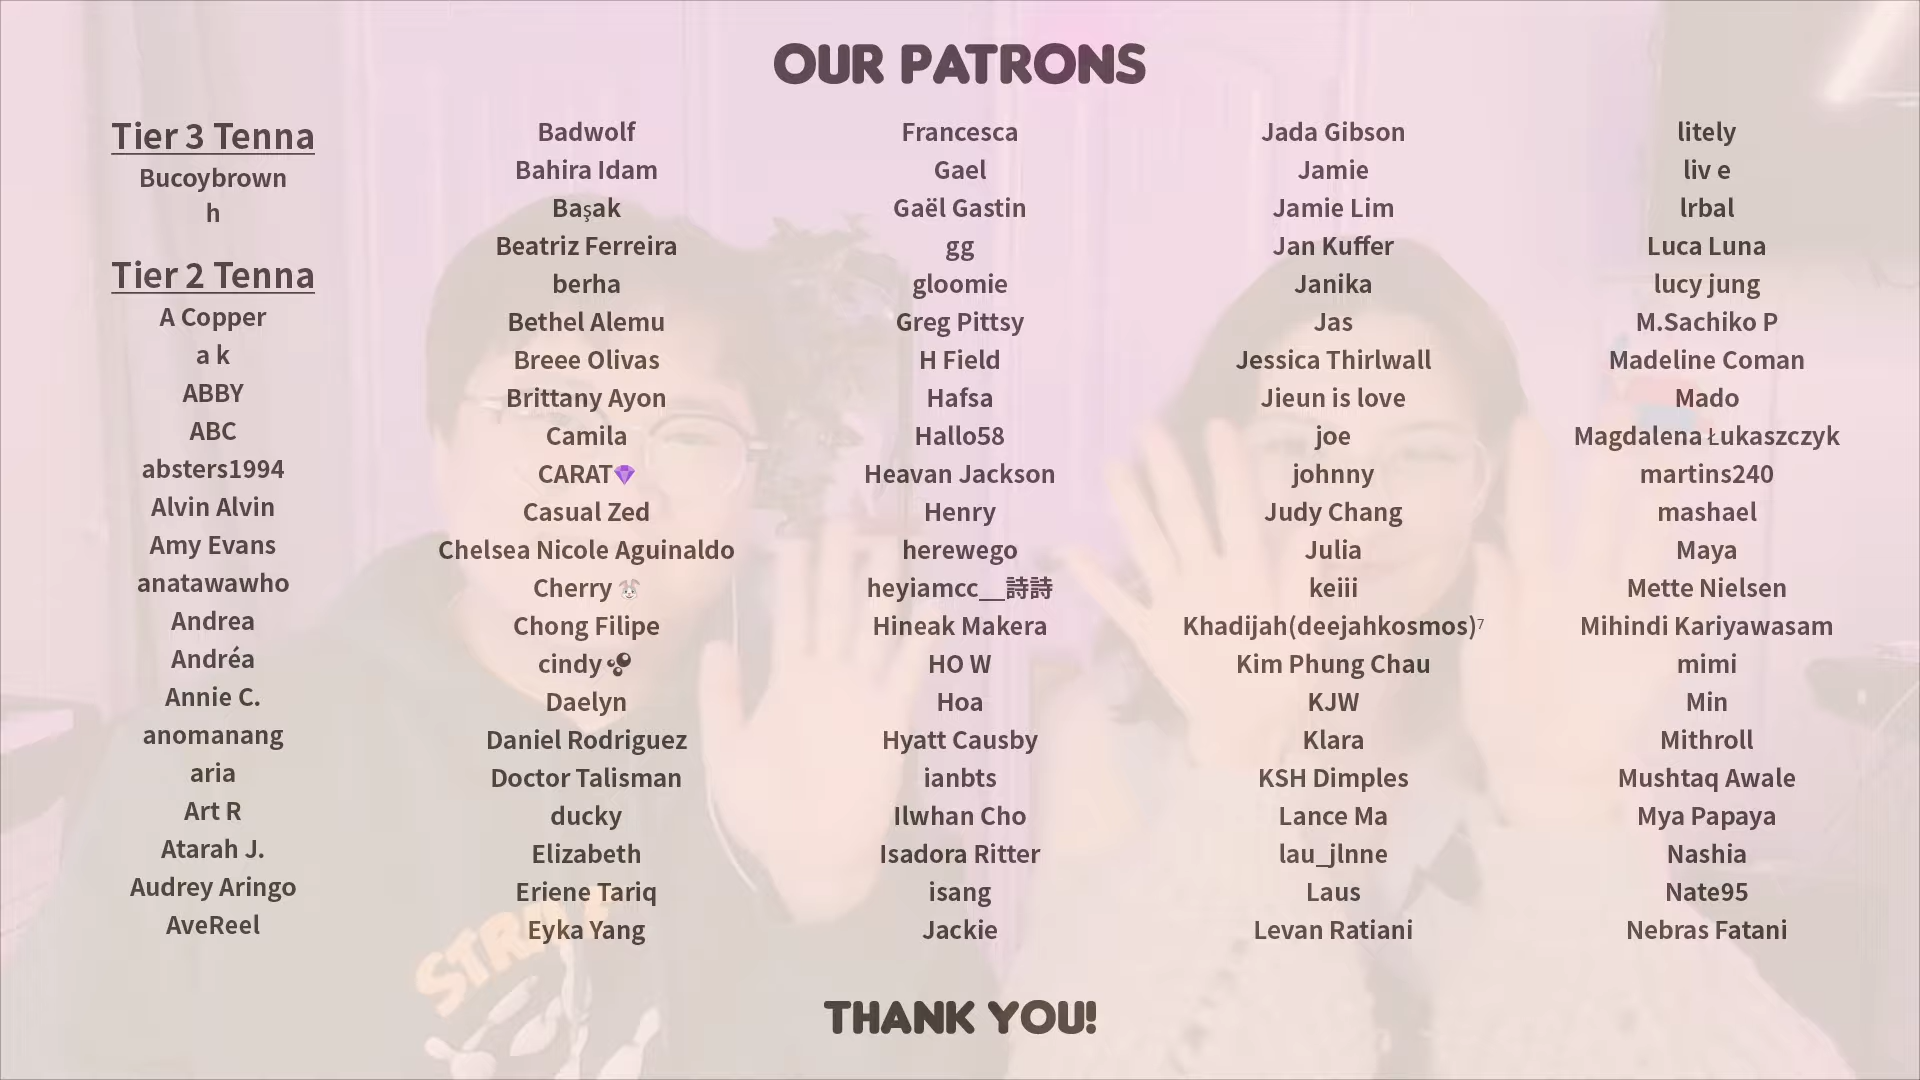 OUR PATRONS
Tier 3 Tenna
Bucoybrown
h
Tier 2 Tenna
A Copper
a k
ABBY
ABC
absters1994
Alvin Alvin
Amy Evans
anatawawho
Andrea
Andréa
Annie C.
anomanang
aria
Art R
Atarah J.
Audrey Aringo
AveReel
Badwolf
Bahira Idam
Başak
Beatriz Ferreira
berha
Bethel Alemu
Breee Olivas
Brittany Ayon
Camila
CARAT💎
Casual Zed
Chelsea Nicole Aguinaldo
Cherry 🐰
Chong Filipe
cindy🫧
Daelyn
Daniel Rodriguez
Doctor Talisman
ducky
Elizabeth
Eriene Tariq
Eyka Yang
Francesca
Gael
Gaël Gastin
gg
gloomie
Greg Pittsy
H Field
Hafsa
Hallo58
Heavan Jackson
Henry
herewego
heyiamcc__詩詩
Hineak Makera
HO W
Hoa
Hyatt Causby
ianbts
Ilwhan Cho
Isadora Ritter
isang
Jackie
Jada Gibson
Jamie
Jamie Lim
Jan Kuffer
Janika
Jas
Jessica Thirlwall
Jieun is love
joe
johnny
Judy Chang
Julia
keiii
Khadijah(deejahkosmos)⁷
Kim Phung Chau
KJW
Klara
KSH Dimples
Lance Ma
lau_jlnne
Laus
Levan Ratiani
litely
liv e
lrbal
Luca Luna
lucy jung
M.Sachiko P
Madeline Coman
Mado
Magdalena Łukaszczyk
martins240
mashael
Maya
Mette Nielsen
Mihindi Kariyawasam
mimi
Min
Mithroll
Mushtaq Awale
Mya Papaya
Nashia
Nate95
Nebras Fatani
THANK YOU!